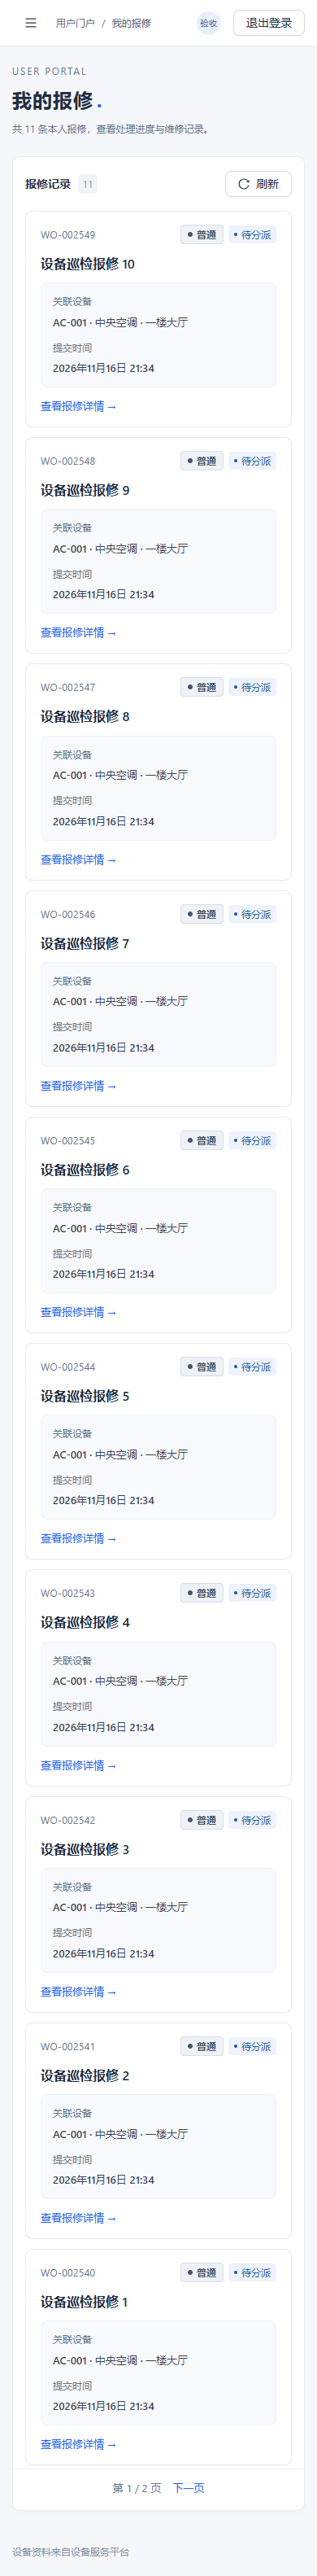 用户门户 / 我的报修 验收 退出登录
USER PORTAL
我的报修.
共 11 条本人报修，查看处理进度与维修记录。
报修记录 11 刷新
WO-002549 普通 待分派
设备巡检报修 10
关联设备
AC-001 · 中央空调 · 一楼大厅
提交时间
2026年11月16日 21:34
查看报修详情 →
WO-002548 普通 待分派
设备巡检报修 9
关联设备
AC-001 · 中央空调 · 一楼大厅
提交时间
2026年11月16日 21:34
查看报修详情 →
WO-002547 普通 待分派
设备巡检报修 8
关联设备
AC-001 · 中央空调 · 一楼大厅
提交时间
2026年11月16日 21:34
查看报修详情 →
WO-002546 普通 待分派
设备巡检报修 7
关联设备
AC-001 · 中央空调 · 一楼大厅
提交时间
2026年11月16日 21:34
查看报修详情 →
WO-002545 普通 待分派
设备巡检报修 6
关联设备
AC-001 · 中央空调 · 一楼大厅
提交时间
2026年11月16日 21:34
查看报修详情 →
WO-002544 普通 待分派
设备巡检报修 5
关联设备
AC-001 · 中央空调 · 一楼大厅
提交时间
2026年11月16日 21:34
查看报修详情 →
WO-002543 普通 待分派
设备巡检报修 4
关联设备
AC-001 · 中央空调 · 一楼大厅
提交时间
2026年11月16日 21:34
查看报修详情 →
WO-002542 普通 待分派
设备巡检报修 3
关联设备
AC-001 · 中央空调 · 一楼大厅
提交时间
2026年11月16日 21:34
查看报修详情 →
WO-002541 普通 待分派
设备巡检报修 2
关联设备
AC-001 · 中央空调 · 一楼大厅
提交时间
2026年11月16日 21:34
查看报修详情 →
WO-002540 普通 待分派
设备巡检报修 1
关联设备
AC-001 · 中央空调 · 一楼大厅
提交时间
2026年11月16日 21:34
查看报修详情 →
第 1 / 2 页 下一页
设备资料来自设备服务平台